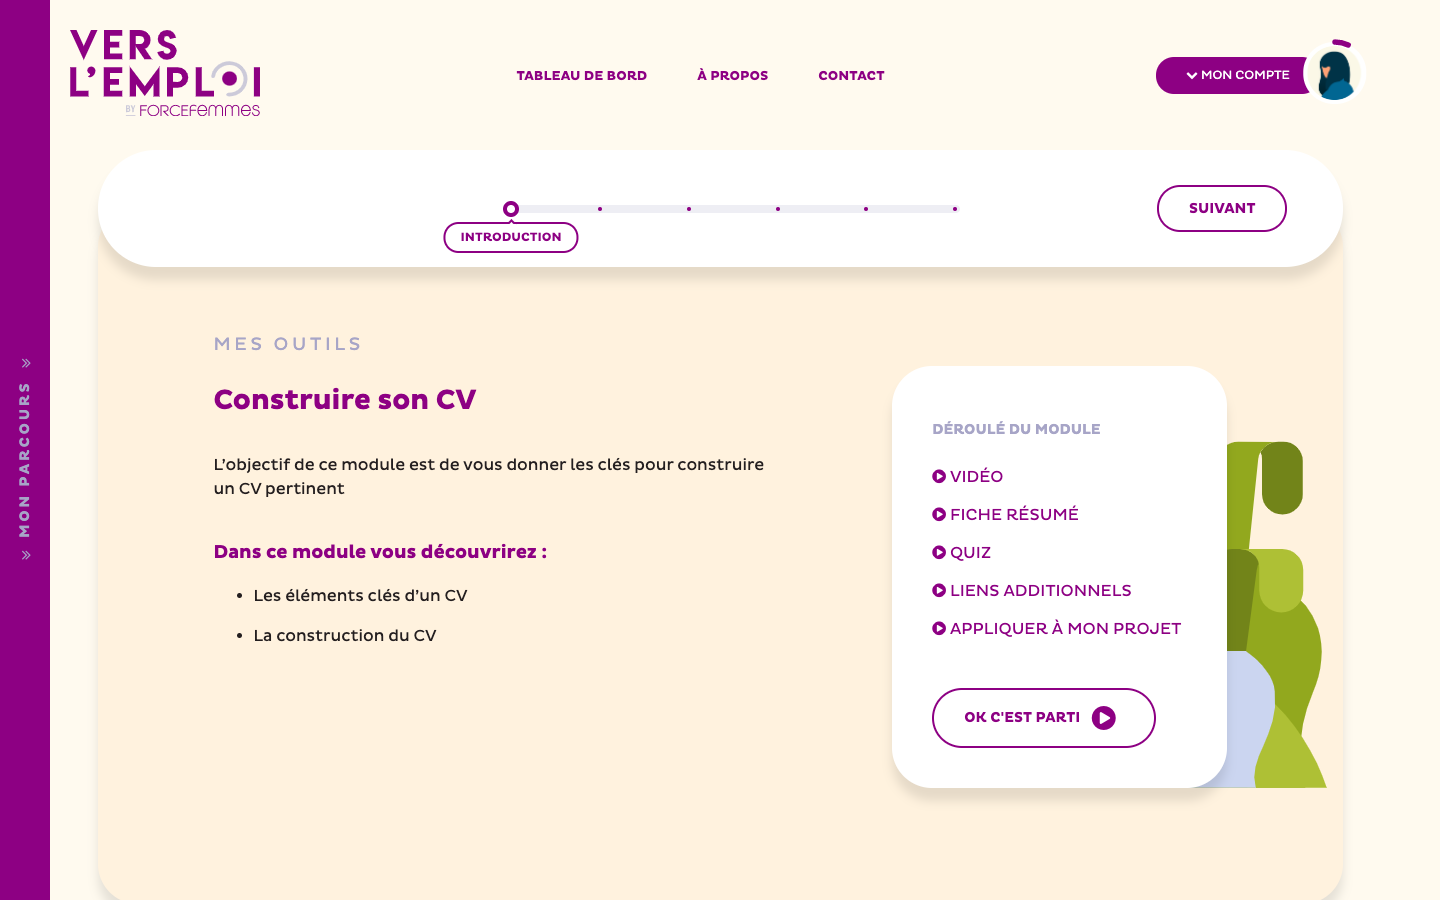 VERS
L'EMPLOI
BY FORCEFEMMES
TABLEAU DE BORD
À PROPOS
CONTACT
MON COMPTE
SUIVANT
INTRODUCTION
MON PARCOURS
MES OUTILS
Construire son CV
L'objectif de ce module est de vous donner les clés pour construire
un CV pertinent
Dans ce module vous découvrirez :
Les éléments clés d'un CV
La construction du CV
DÉROULÉ DU MODULE
VIDÉO
FICHE RÉSUMÉ
QUIZ
LIENS ADDITIONNELS
APPLIQUER À MON PROJET
OK C'EST PARTI